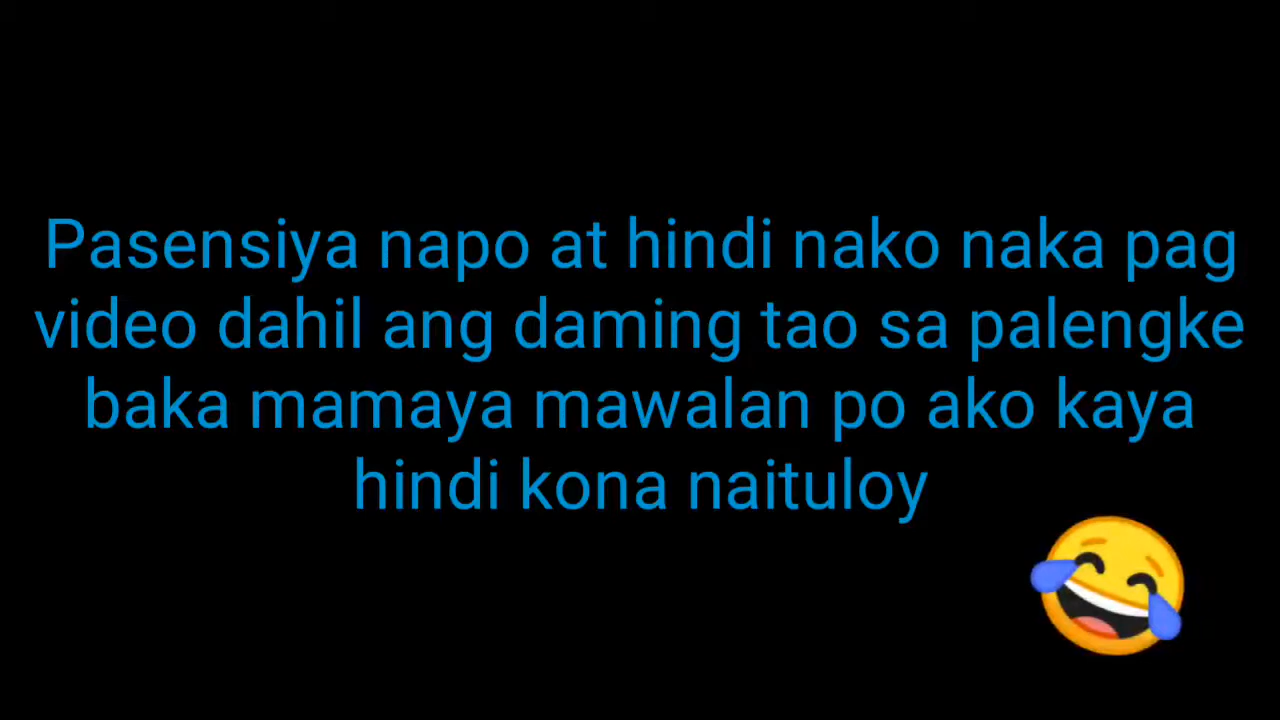 Pasensiya napo at hindi nako naka pag
video dahil ang daming tao sa palengke
baka mamaya mawalan po ako kaya
hindi kona naituloy